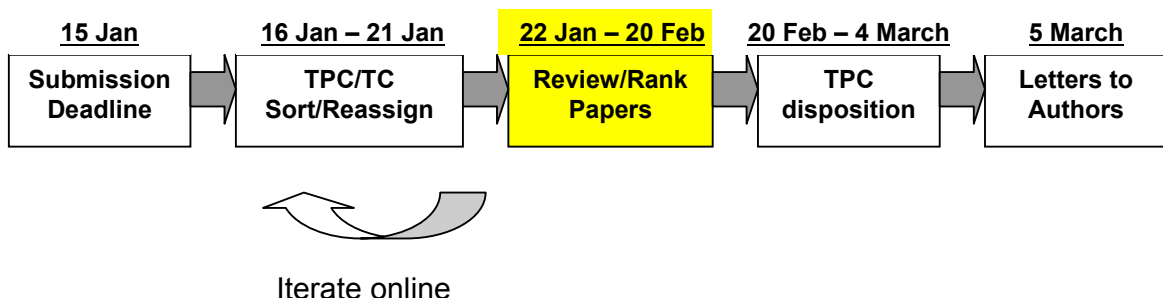 15 Jan
16 Jan – 21 Jan
22 Jan – 20 Feb
20 Feb – 4 March
5 March
Submission
Deadline
TPC/TC
Sort/Reassign
Review/Rank
Papers
TPC
disposition
Letters to
Authors
Iterate online